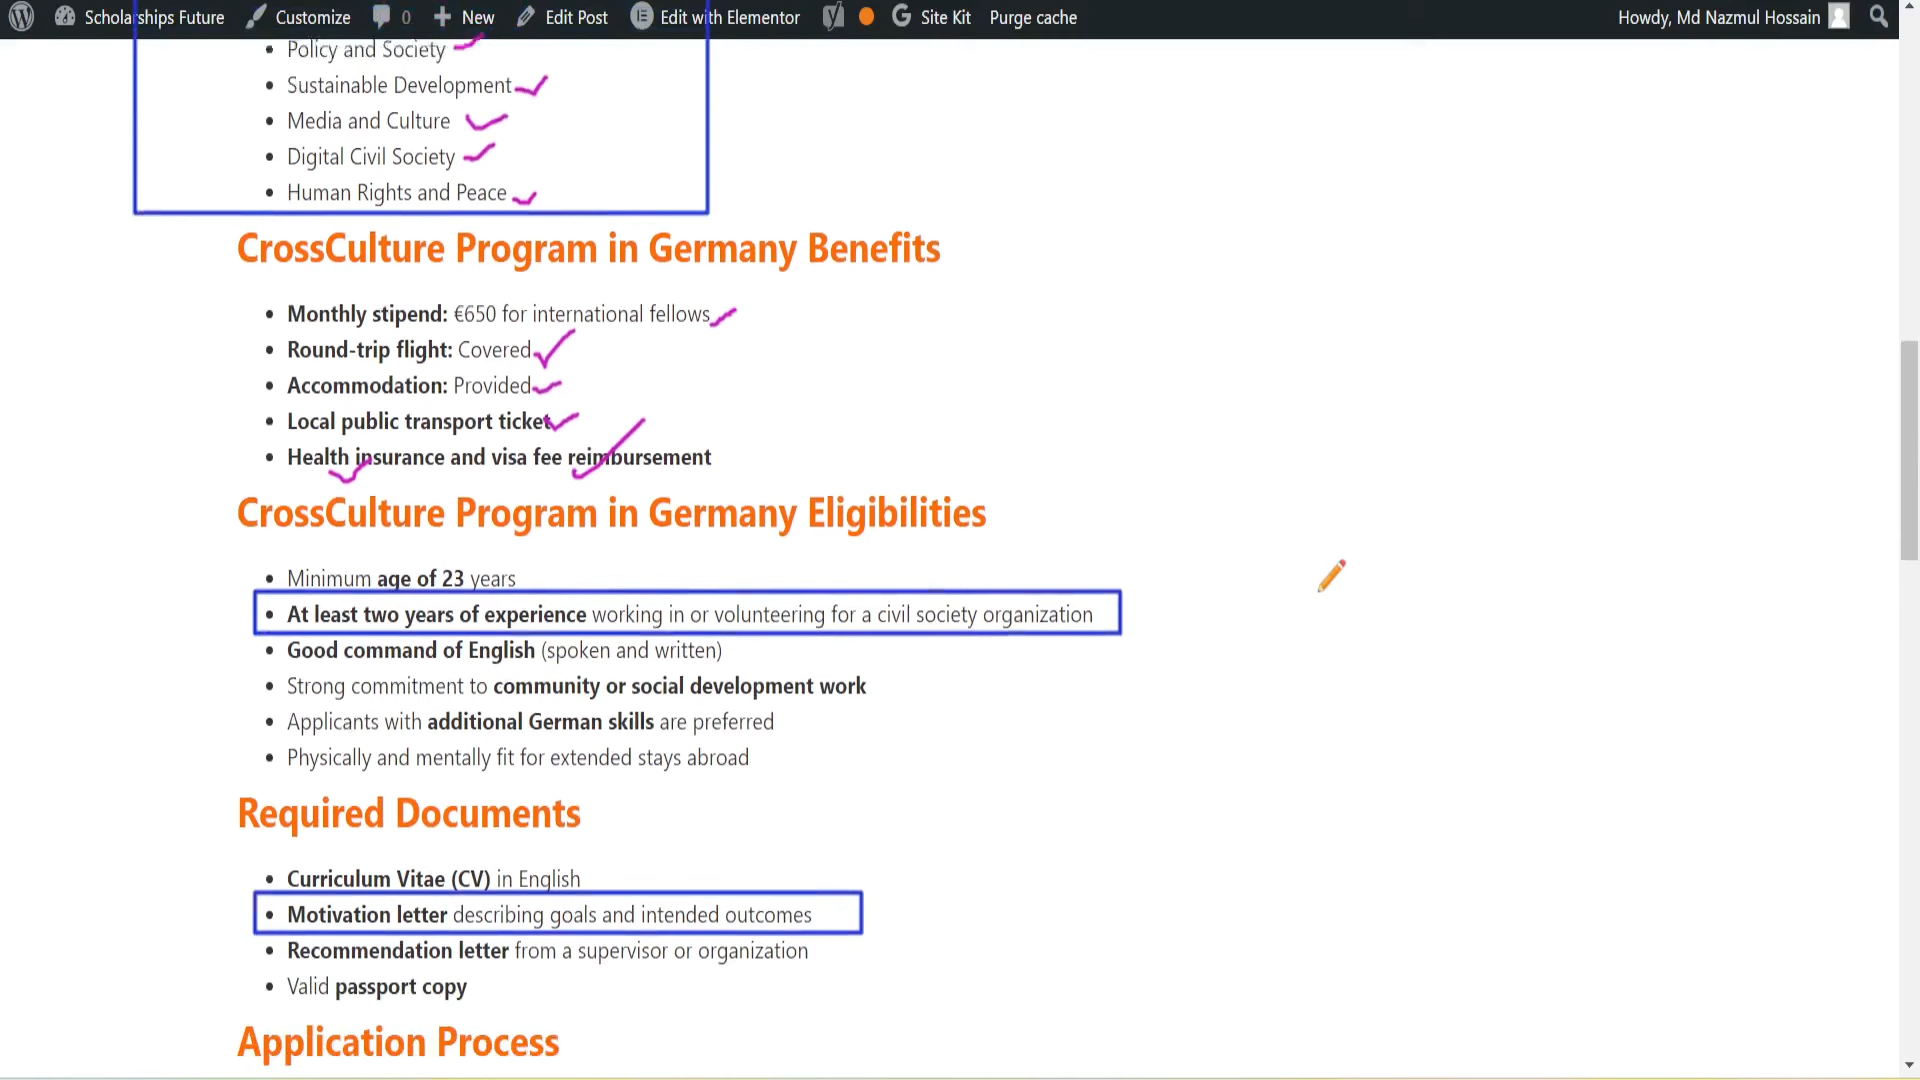 Scholarships Future Customize 0 New Edit Post Edit with Elementor Site Kit Purge cache Howdy, Md Nazmul Hossain
Policy and Society
Sustainable Development
Media and Culture
Digital Civil Society
Human Rights and Peace
CrossCulture Program in Germany Benefits
Monthly stipend: €650 for international fellows
Round-trip flight: Covered
Accommodation: Provided
Local public transport ticket
Health insurance and visa fee reimbursement
CrossCulture Program in Germany Eligibilities
Minimum age of 23 years
At least two years of experience working in or volunteering for a civil society organization
Good command of English (spoken and written)
Strong commitment to community or social development work
Applicants with additional German skills are preferred
Physically and mentally fit for extended stays abroad
Required Documents
Curriculum Vitae (CV) in English
Motivation letter describing goals and intended outcomes
Recommendation letter from a supervisor or organization
Valid passport copy
Application Process